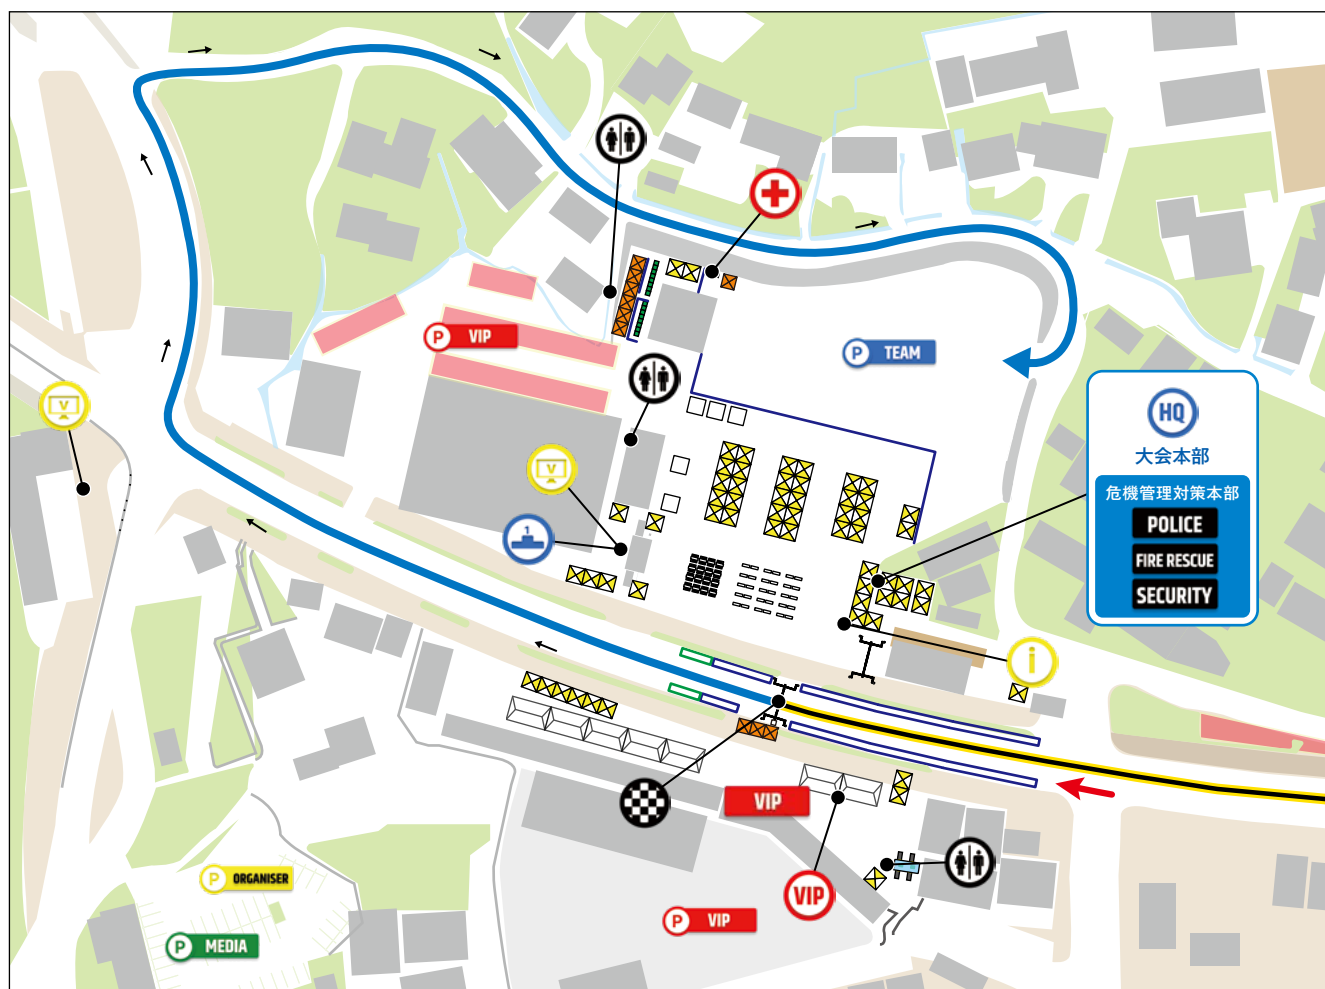 P VIP
P TEAM
V
HQ
大会本部
危機管理対策本部
POLICE
FIRE RESCUE
SECURITY
V
1
i
VIP
VIP
P ORGANISER
P VIP
P MEDIA